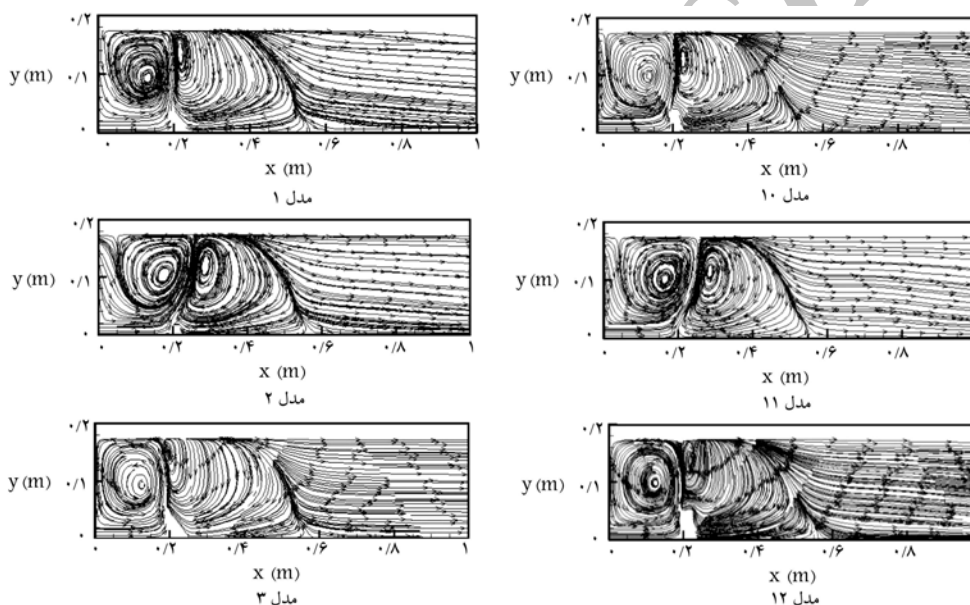 ۰/۲
y (m) ۰/۱
۰
۰ ۰/۲ ۰/۴ ۰/۶ ۰/۸ ۱
x (m)
مدل ۱
۰/۲
y (m) ۰/۱
۰
۰ ۰/۲ ۰/۴ ۰/۶ ۰/۸
x (m)
مدل ۱۰
۰/۲
y (m) ۰/۱
۰
۰ ۰/۲ ۰/۴ ۰/۶ ۰/۸ ۱
x (m)
مدل ۲
۰/۲
y (m) ۰/۱
۰
۰ ۰/۲ ۰/۴ ۰/۶ ۰/۸
x (m)
مدل ۱۱
۰/۲
y (m) ۰/۱
۰
۰ ۰/۲ ۰/۴ ۰/۶ ۰/۸ ۱
x (m)
مدل ۳
۰/۲
y (m) ۰/۱
۰
۰ ۰/۲ ۰/۴ ۰/۶ ۰/۸
x (m)
مدل ۱۲